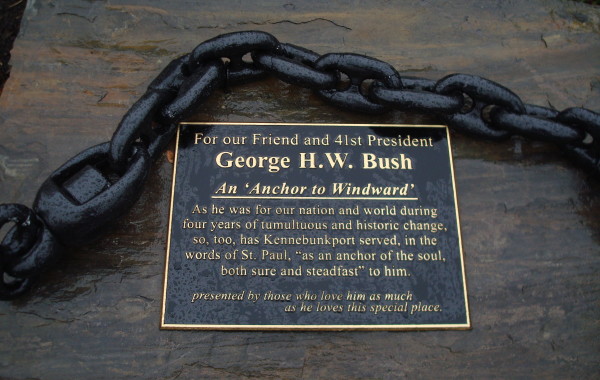 For our Friend and 41st President
George H.W. Bush
An 'Anchor to Windward'
As he was for our nation and world during
four years of tumultuous and historic change,
so, too, has Kennebunkport served, in the
words of St. Paul, "as an anchor of the soul,
both sure and steadfast" to him.
presented by those who love him as much
as he loves this special place.